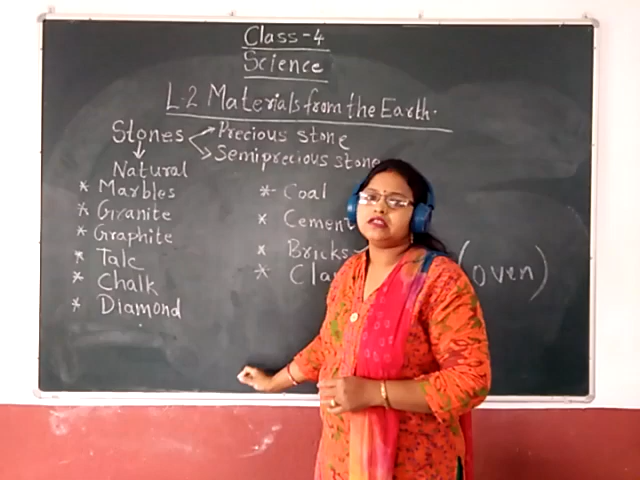 Class-4
Science
L-2 Materials from the Earth.
Stones
Precious stone
Semiprecious stone
Natural
* Marbles
* Granite
* Graphite
* Talc
* Chalk
* Diamond
* Coal
* Cement
* Bricks
*
(oven)